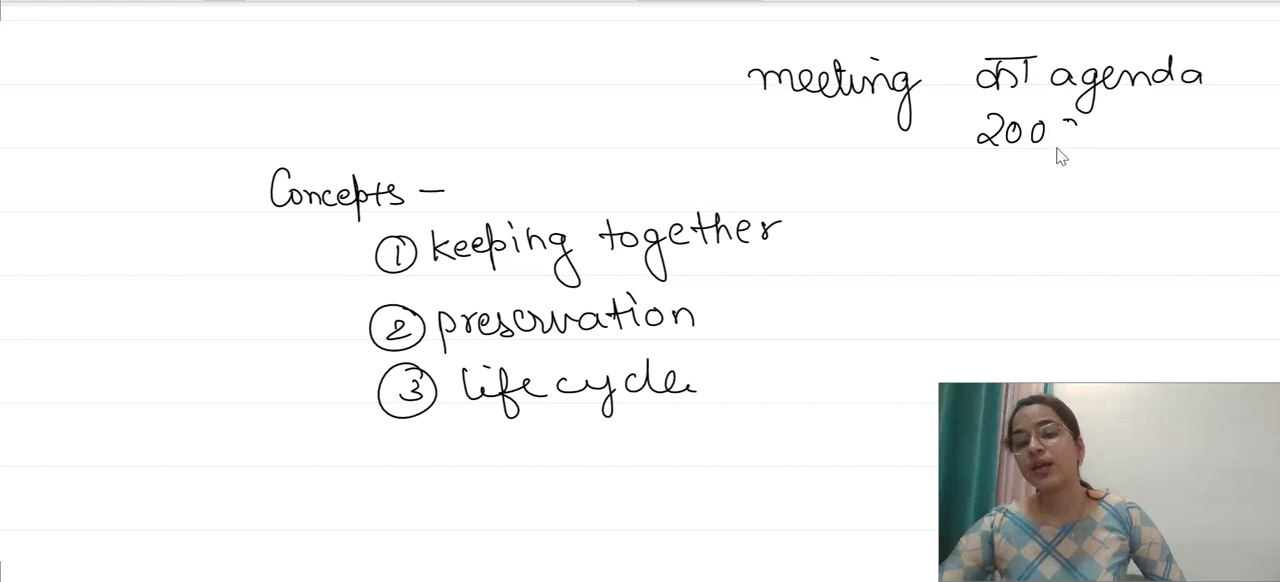 meeting का agenda
200
Concepts –
① keeping together
② preservation
③ life cycle